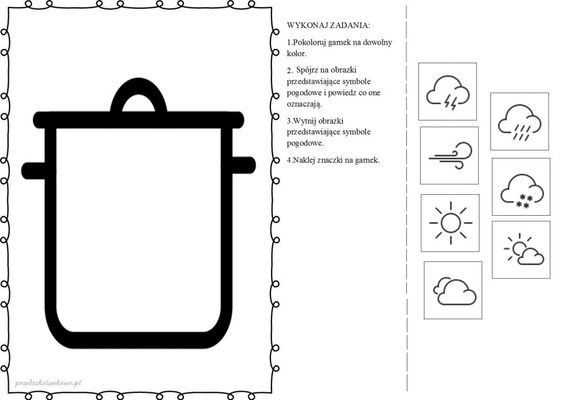 WYKONAJ ZADANIA:
1.Pokoloruj garnek na dowolny
kolor.
2. Spójrz na obrazki
przedstawiające symbole
pogodowe i powiedz co one
oznaczają.
3.Wytnij obrazki
przedstawiające symbole
pogodowe.
4.Naklej znaczki na garnek.
przedszkolankowo.pl